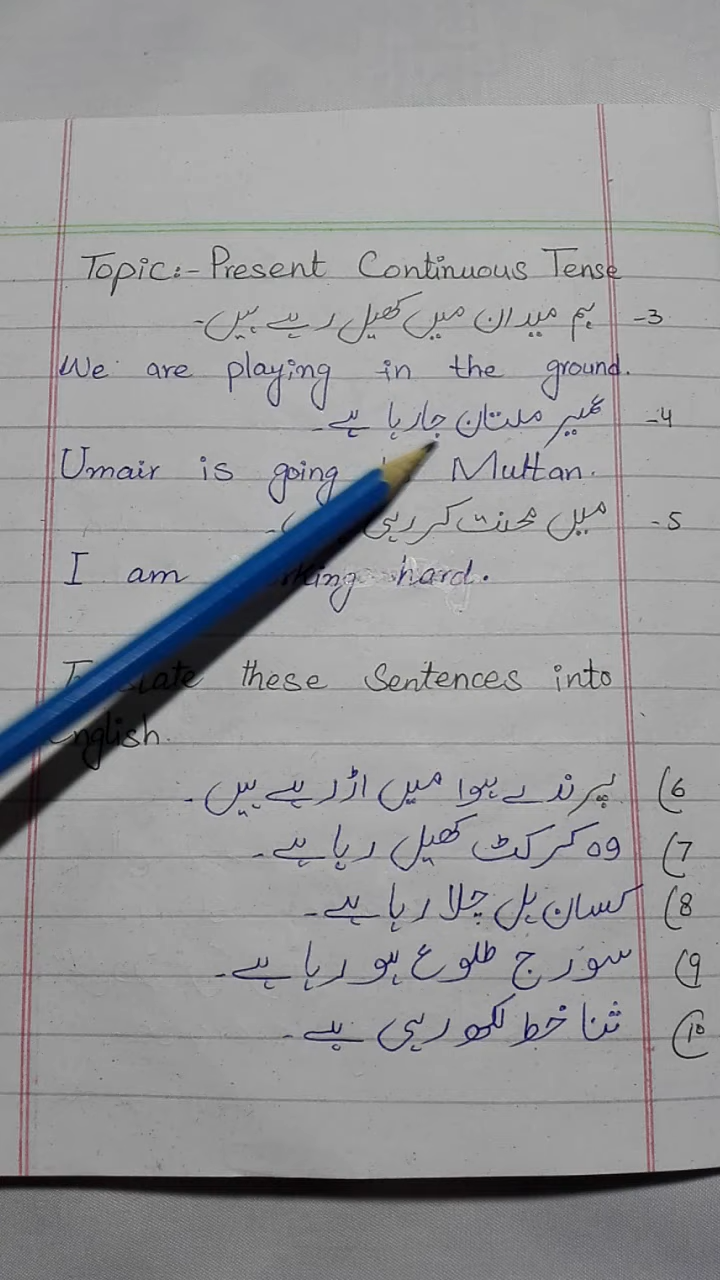 Topic:- Present Continuous Tense
3- ہم میدان میں کھیل رہے ہیں۔
We are playing in the ground.
4- عمیر ملتان جا رہا ہے۔
Umair is going Multan.
5- میں محنت کر رہی
I am hard.
these sentences into
English.
6) پرندے ہوا میں اڑ رہے ہیں۔
7) وہ کرکٹ کھیل رہا ہے۔
8) کسان ہل چلا رہا ہے۔
9) سورج طلوع ہو رہا ہے۔
10) ثنا خط لکھ رہی ہے۔